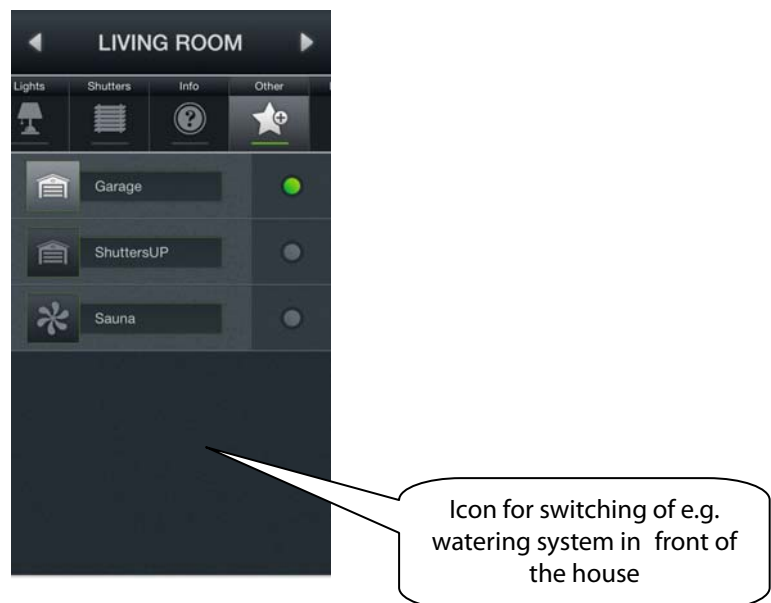 LIVING ROOM
Lights Shutters Info Other
Garage
ShuttersUP
Sauna
Icon for switching of e.g.
watering system in front of
the house